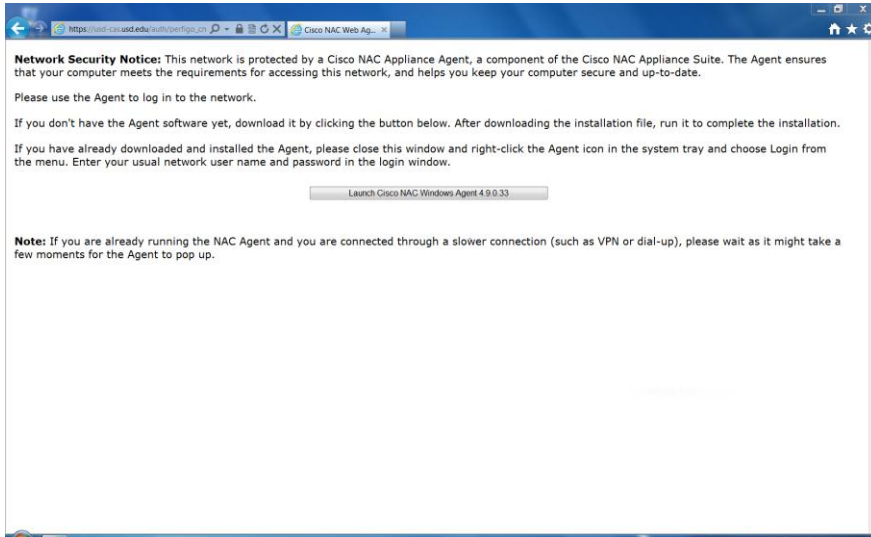 https://usd-cas.usd.edu/auth/perfigo_cn
Cisco NAC Web Ag...
Network Security Notice: This network is protected by a Cisco NAC Appliance Agent, a component of the Cisco NAC Appliance Suite. The Agent ensures
that your computer meets the requirements for accessing this network, and helps you keep your computer secure and up-to-date.
Please use the Agent to log in to the network.
If you don't have the Agent software yet, download it by clicking the button below. After downloading the installation file, run it to complete the installation.
If you have already downloaded and installed the Agent, please close this window and right-click the Agent icon in the system tray and choose Login from
the menu. Enter your usual network user name and password in the login window.
Launch Cisco NAC Windows Agent 4.9.0.33
Note: If you are already running the NAC Agent and you are connected through a slower connection (such as VPN or dial-up), please wait as it might take a
few moments for the Agent to pop up.